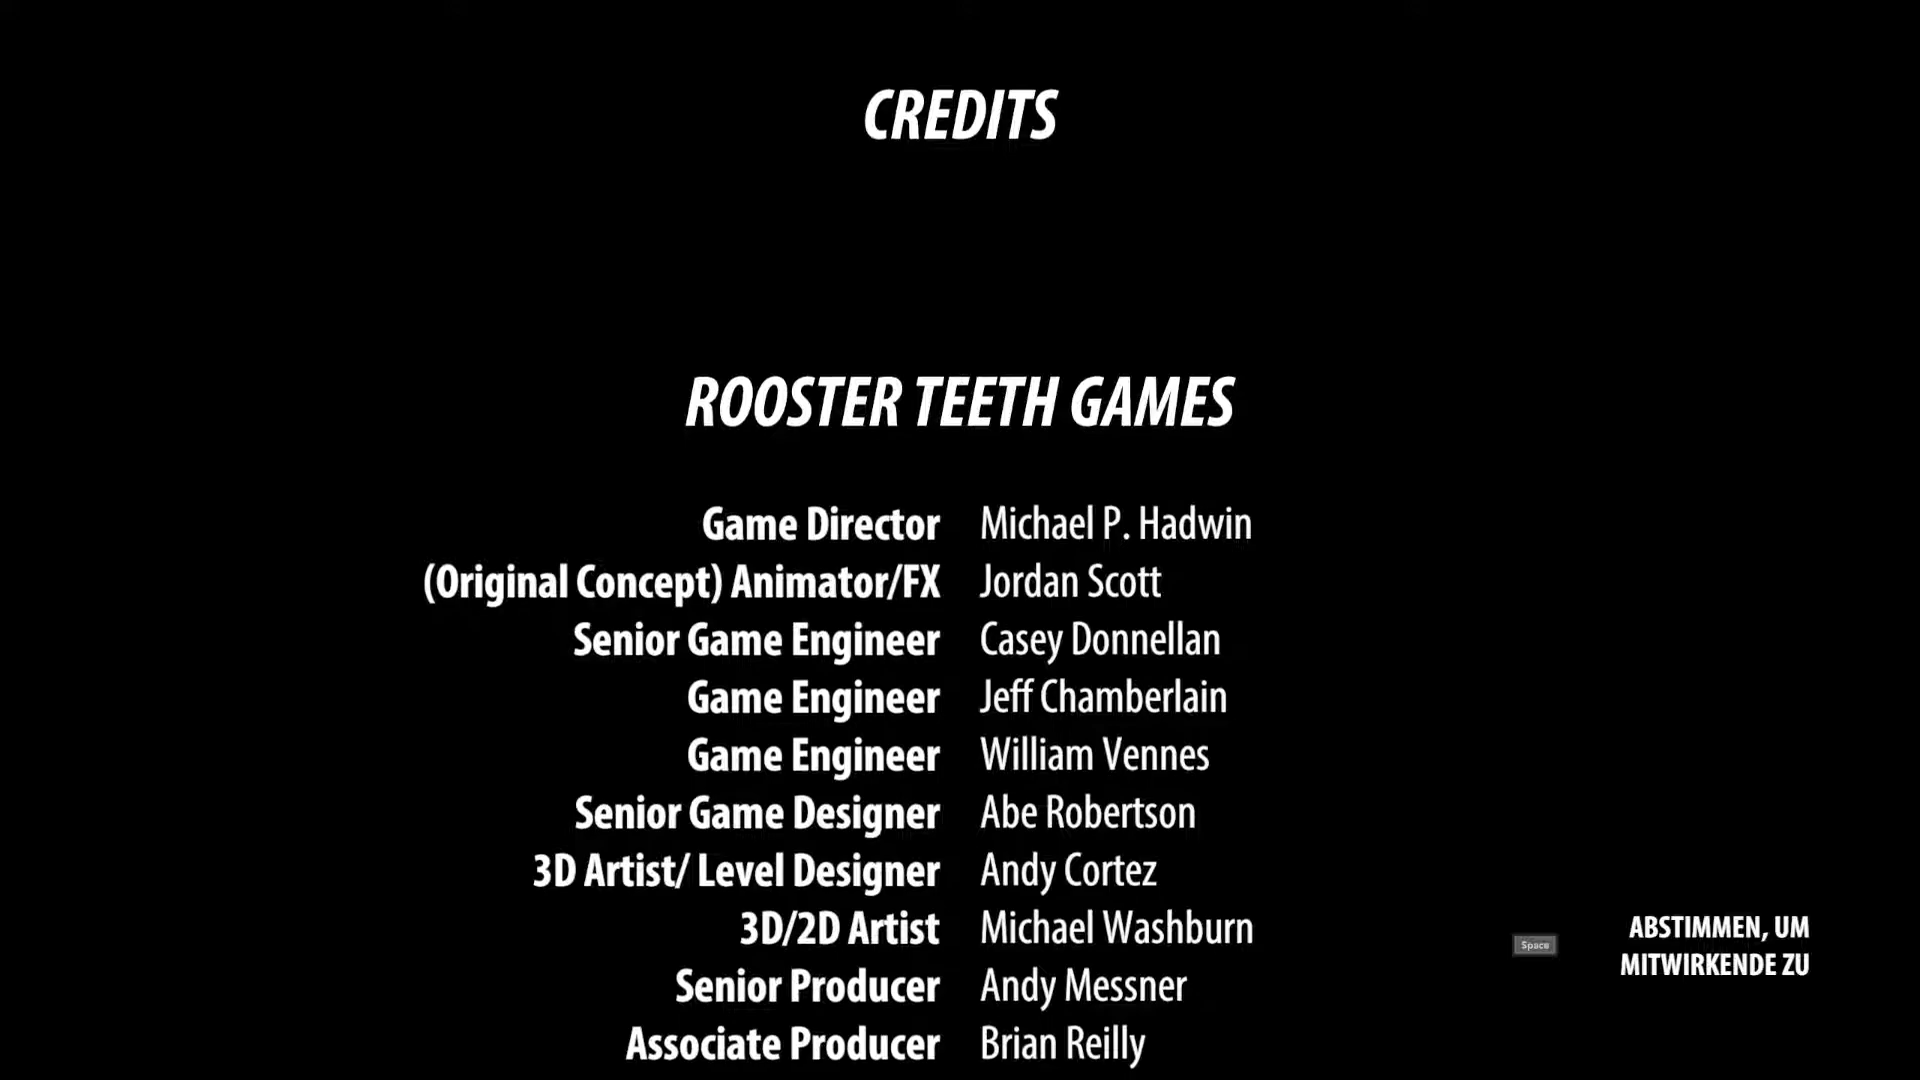 CREDITS
ROOSTER TEETH GAMES
Game Director Michael P. Hadwin
(Original Concept) Animator/FX Jordan Scott
Senior Game Engineer Casey Donnellan
Game Engineer Jeff Chamberlain
Game Engineer William Vennes
Senior Game Designer Abe Robertson
3D Artist/ Level Designer Andy Cortez
3D/2D Artist Michael Washburn
Senior Producer Andy Messner
Associate Producer Brian Reilly
Space
ABSTIMMEN, UM
MITWIRKENDE ZU